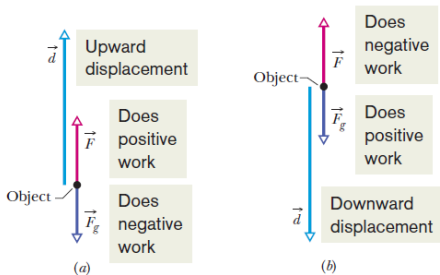 d
Upward
displacement
F
Does
positive
work
Object
Fg
Does
negative
work
(a)
Does
negative
work
F
Object
Fg
Does
positive
work
Downward
displacement
d
(b)